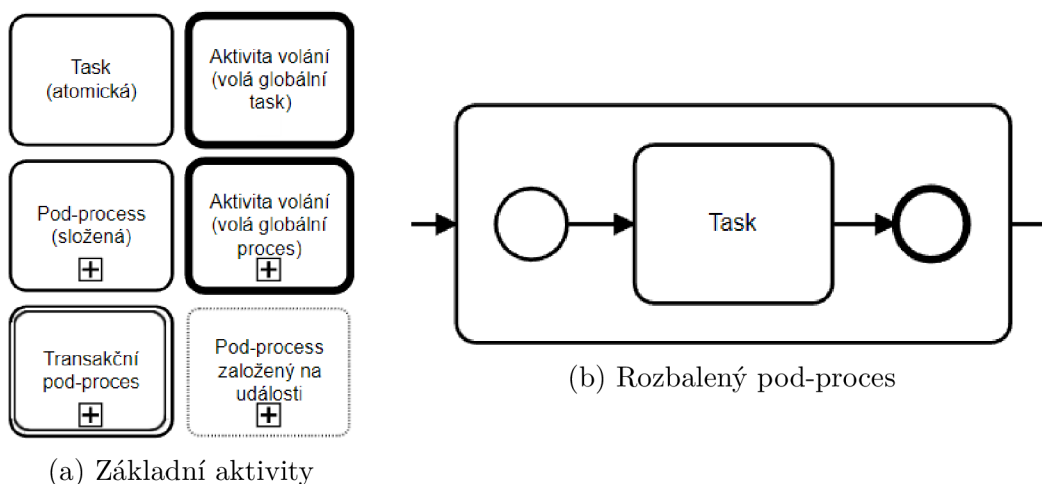 Task
(atomická)
Aktivita volání
(volá globální
task)
Pod-process
(složená)
Aktivita volání
(volá globální
proces)
Transakční
pod-proces
Pod-process
založený na
události
(a) Základní aktivity
Task
(b) Rozbalený pod-proces